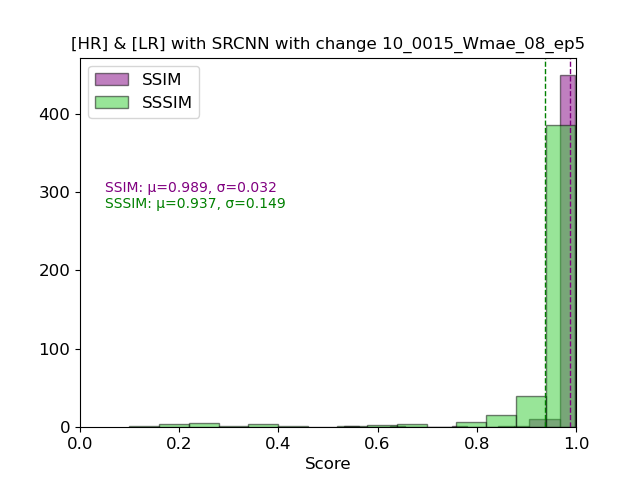 [HR] & [LR] with SRCNN with change 10_0015_Wmae_08_ep5
SSIM
SSSIM
SSIM: μ=0.989, σ=0.032
SSSIM: μ=0.937, σ=0.149
400
300
200
100
0
0.0 0.2 0.4 0.6 0.8 1.0
Score